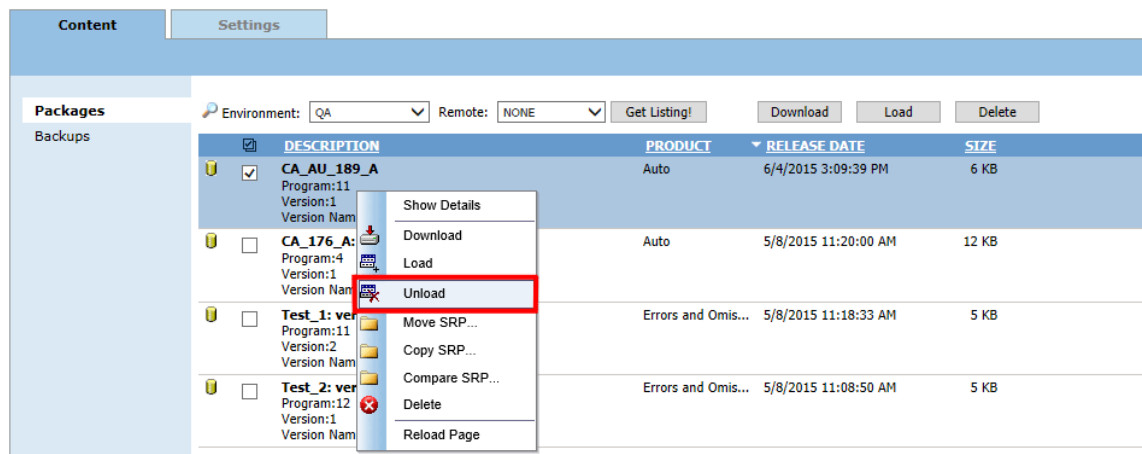 Content Settings
Packages
Backups
Environment: QA Remote: NONE Get Listing! Download Load Delete
DESCRIPTION PRODUCT RELEASE DATE SIZE
CA_AU_189_A Auto 6/4/2015 3:09:39 PM 6 KB
Program:11
Version:1
Version Nam
CA_176_A: Auto 5/8/2015 11:20:00 AM 12 KB
Program:4
Version:1
Version Nam
Test_1: ver Errors and Omis... 5/8/2015 11:18:33 AM 5 KB
Program:11
Version:2
Version Nam
Test_2: ver Errors and Omis... 5/8/2015 11:08:50 AM 5 KB
Program:12
Version:1
Version Nam
Show Details
Download
Load
Unload
Move SRP...
Copy SRP...
Compare SRP...
Delete
Reload Page